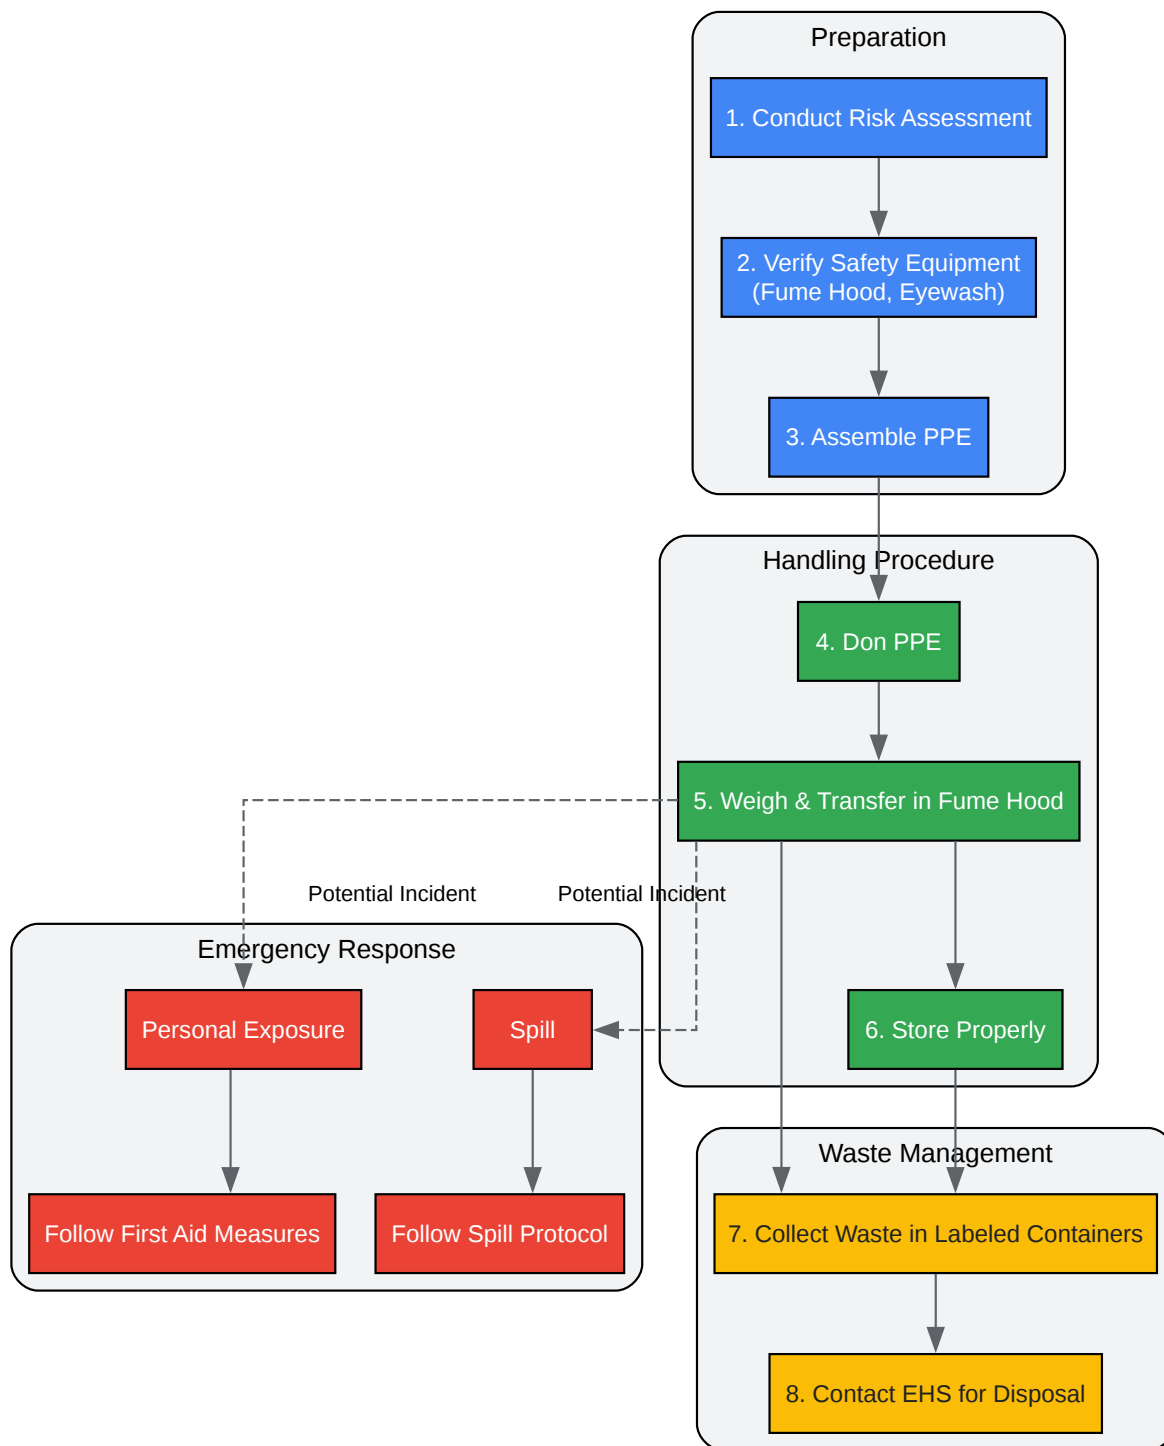 Preparation
1. Conduct Risk Assessment
2. Verify Safety Equipment
(Fume Hood, Eyewash)
3. Assemble PPE
Handling Procedure
4. Don PPE
5. Weigh & Transfer in Fume Hood
Potential Incident
Potential Incident
Emergency Response
Personal Exposure
Spill
6. Store Properly
Follow First Aid Measures
Follow Spill Protocol
Waste Management
7. Collect Waste in Labeled Containers
8. Contact EHS for Disposal